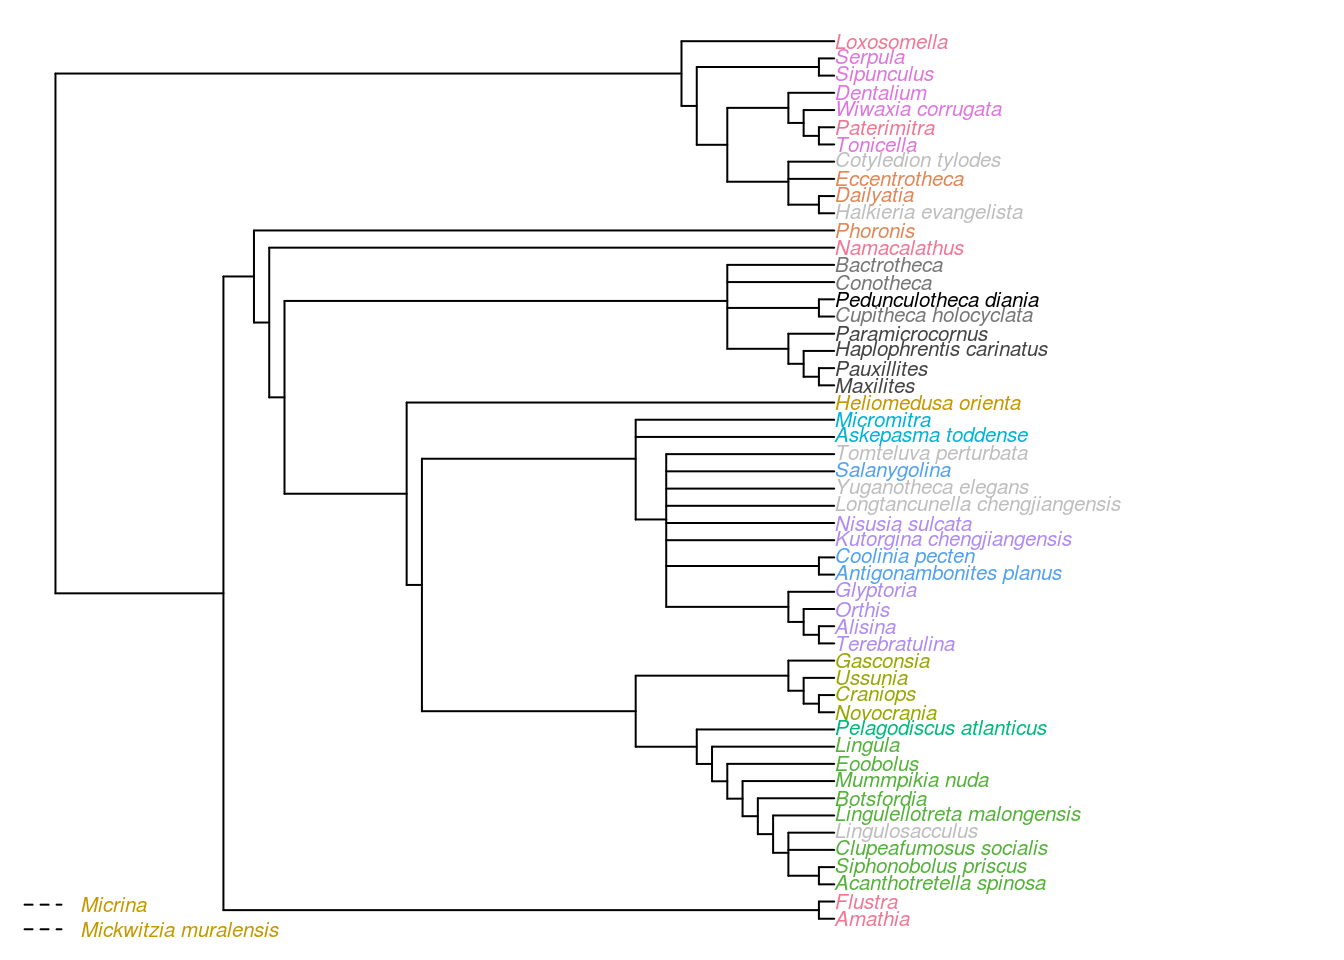 Loxosomella
Serpula
Sipunculus
Dentalium
Wiwaxia corrugata
Paterimitra
Tonicella
Cotyledion tylodes
Eccentrotheca
Dailyatia
Halkieria evangelista
Phoronis
Namacalathus
Bactrotheca
Conotheca
Pedunculotheca diania
Cupitheca holocyclata
Paramicrocornus
Haplophrentis carinatus
Pauxillites
Maxilites
Heliomedusa orienta
Micromitra
Askepasma toddense
Tomteluva perturbata
Salanygolina
Yuganotheca elegans
Longtancunella chengjiangensis
Nisusia sulcata
Kutorgina chengjiangensis
Coolinia pecten
Antigonambonites planus
Glyptoria
Orthis
Alisina
Terebratulina
Gasconsia
Ussunia
Craniops
Novocrania
Pelagodiscus atlanticus
Lingula
Eoobolus
Mummpikia nuda
Botsfordia
Lingulellotreta malongensis
Lingulosacculus
Clupeafumosus socialis
Siphonobolus priscus
Acanthotretella spinosa
Flustra
Amathia
Micrina
Mickwitzia muralensis